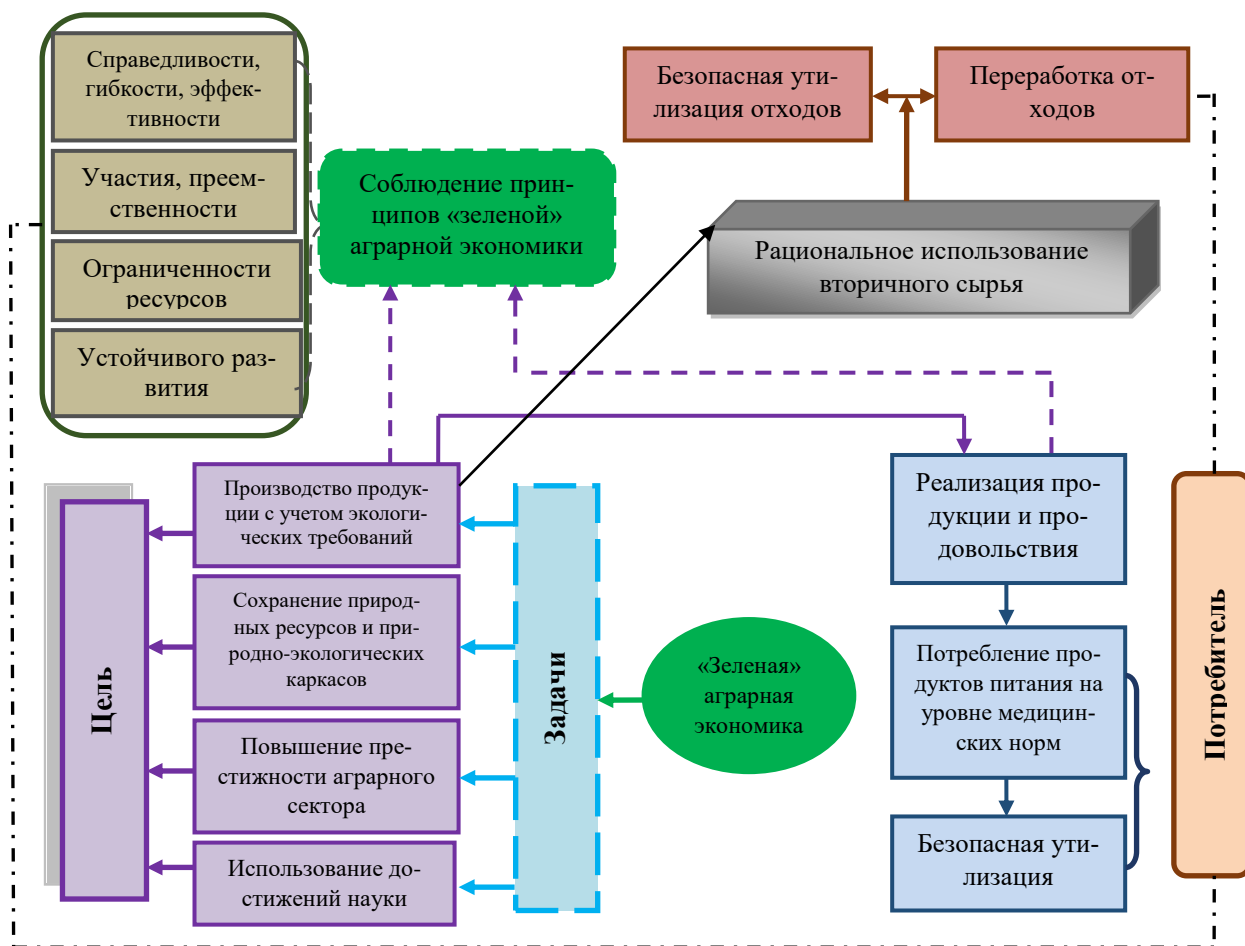 Справедливости,
гибкости, эффек-
тивности
Участия, преем-
ственности
Ограниченности
ресурсов
Устойчивого раз-
вития
Соблюдение прин-
ципов «зеленой»
аграрной экономики
Безопасная ути-
лизация отходов
Переработка от-
ходов
Рациональное использование
вторичного сырья
Цель
Производство продук-
ции с учетом экологи-
ческих требований
Сохранение природ-
ных ресурсов и при-
родно-экологических
каркасов
Повышение пре-
стижности аграрного
сектора
Использование до-
стижений науки
Задачи
«Зеленая»
аграрная
экономика
Реализация про-
дукции и про-
довольствия
Потребление про-
дуктов питания на
уровне медицин-
ских норм
Безопасная ути-
лизация
Потребитель